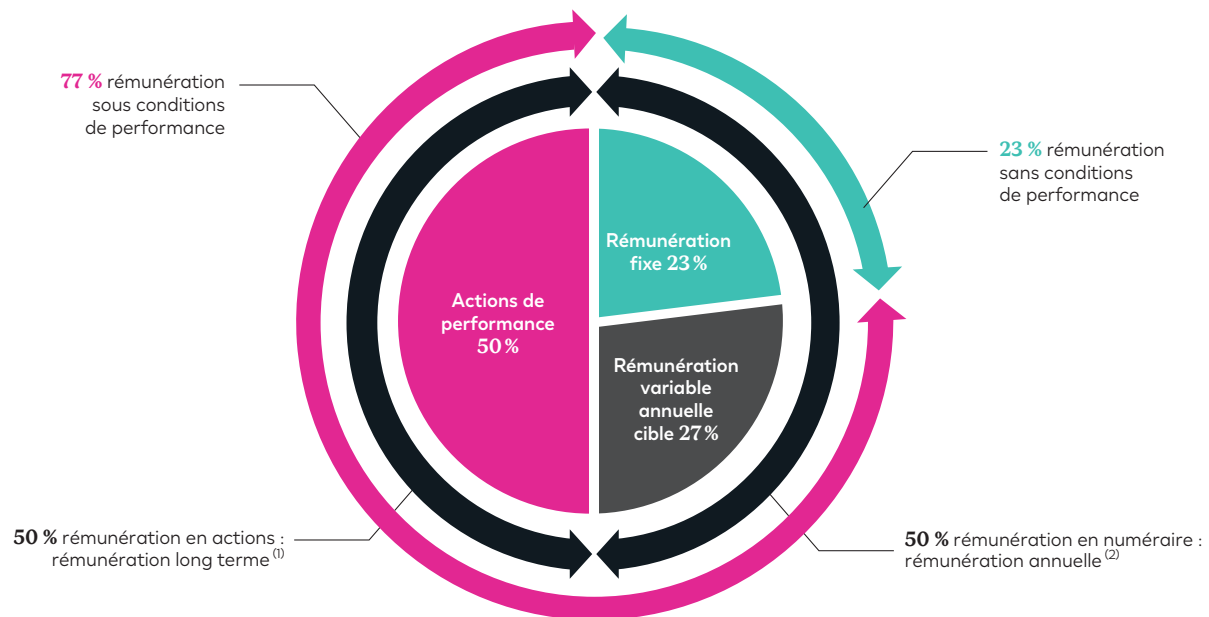 77 % rémunération
sous conditions
de performance
23 % rémunération
sans conditions
de performance
Rémunération
fixe 23 %
Actions de
performance
50 %
Rémunération
variable
annuelle
cible 27 %
50 % rémunération en actions :
rémunération long terme (1)
50 % rémunération en numéraire :
rémunération annuelle (2)